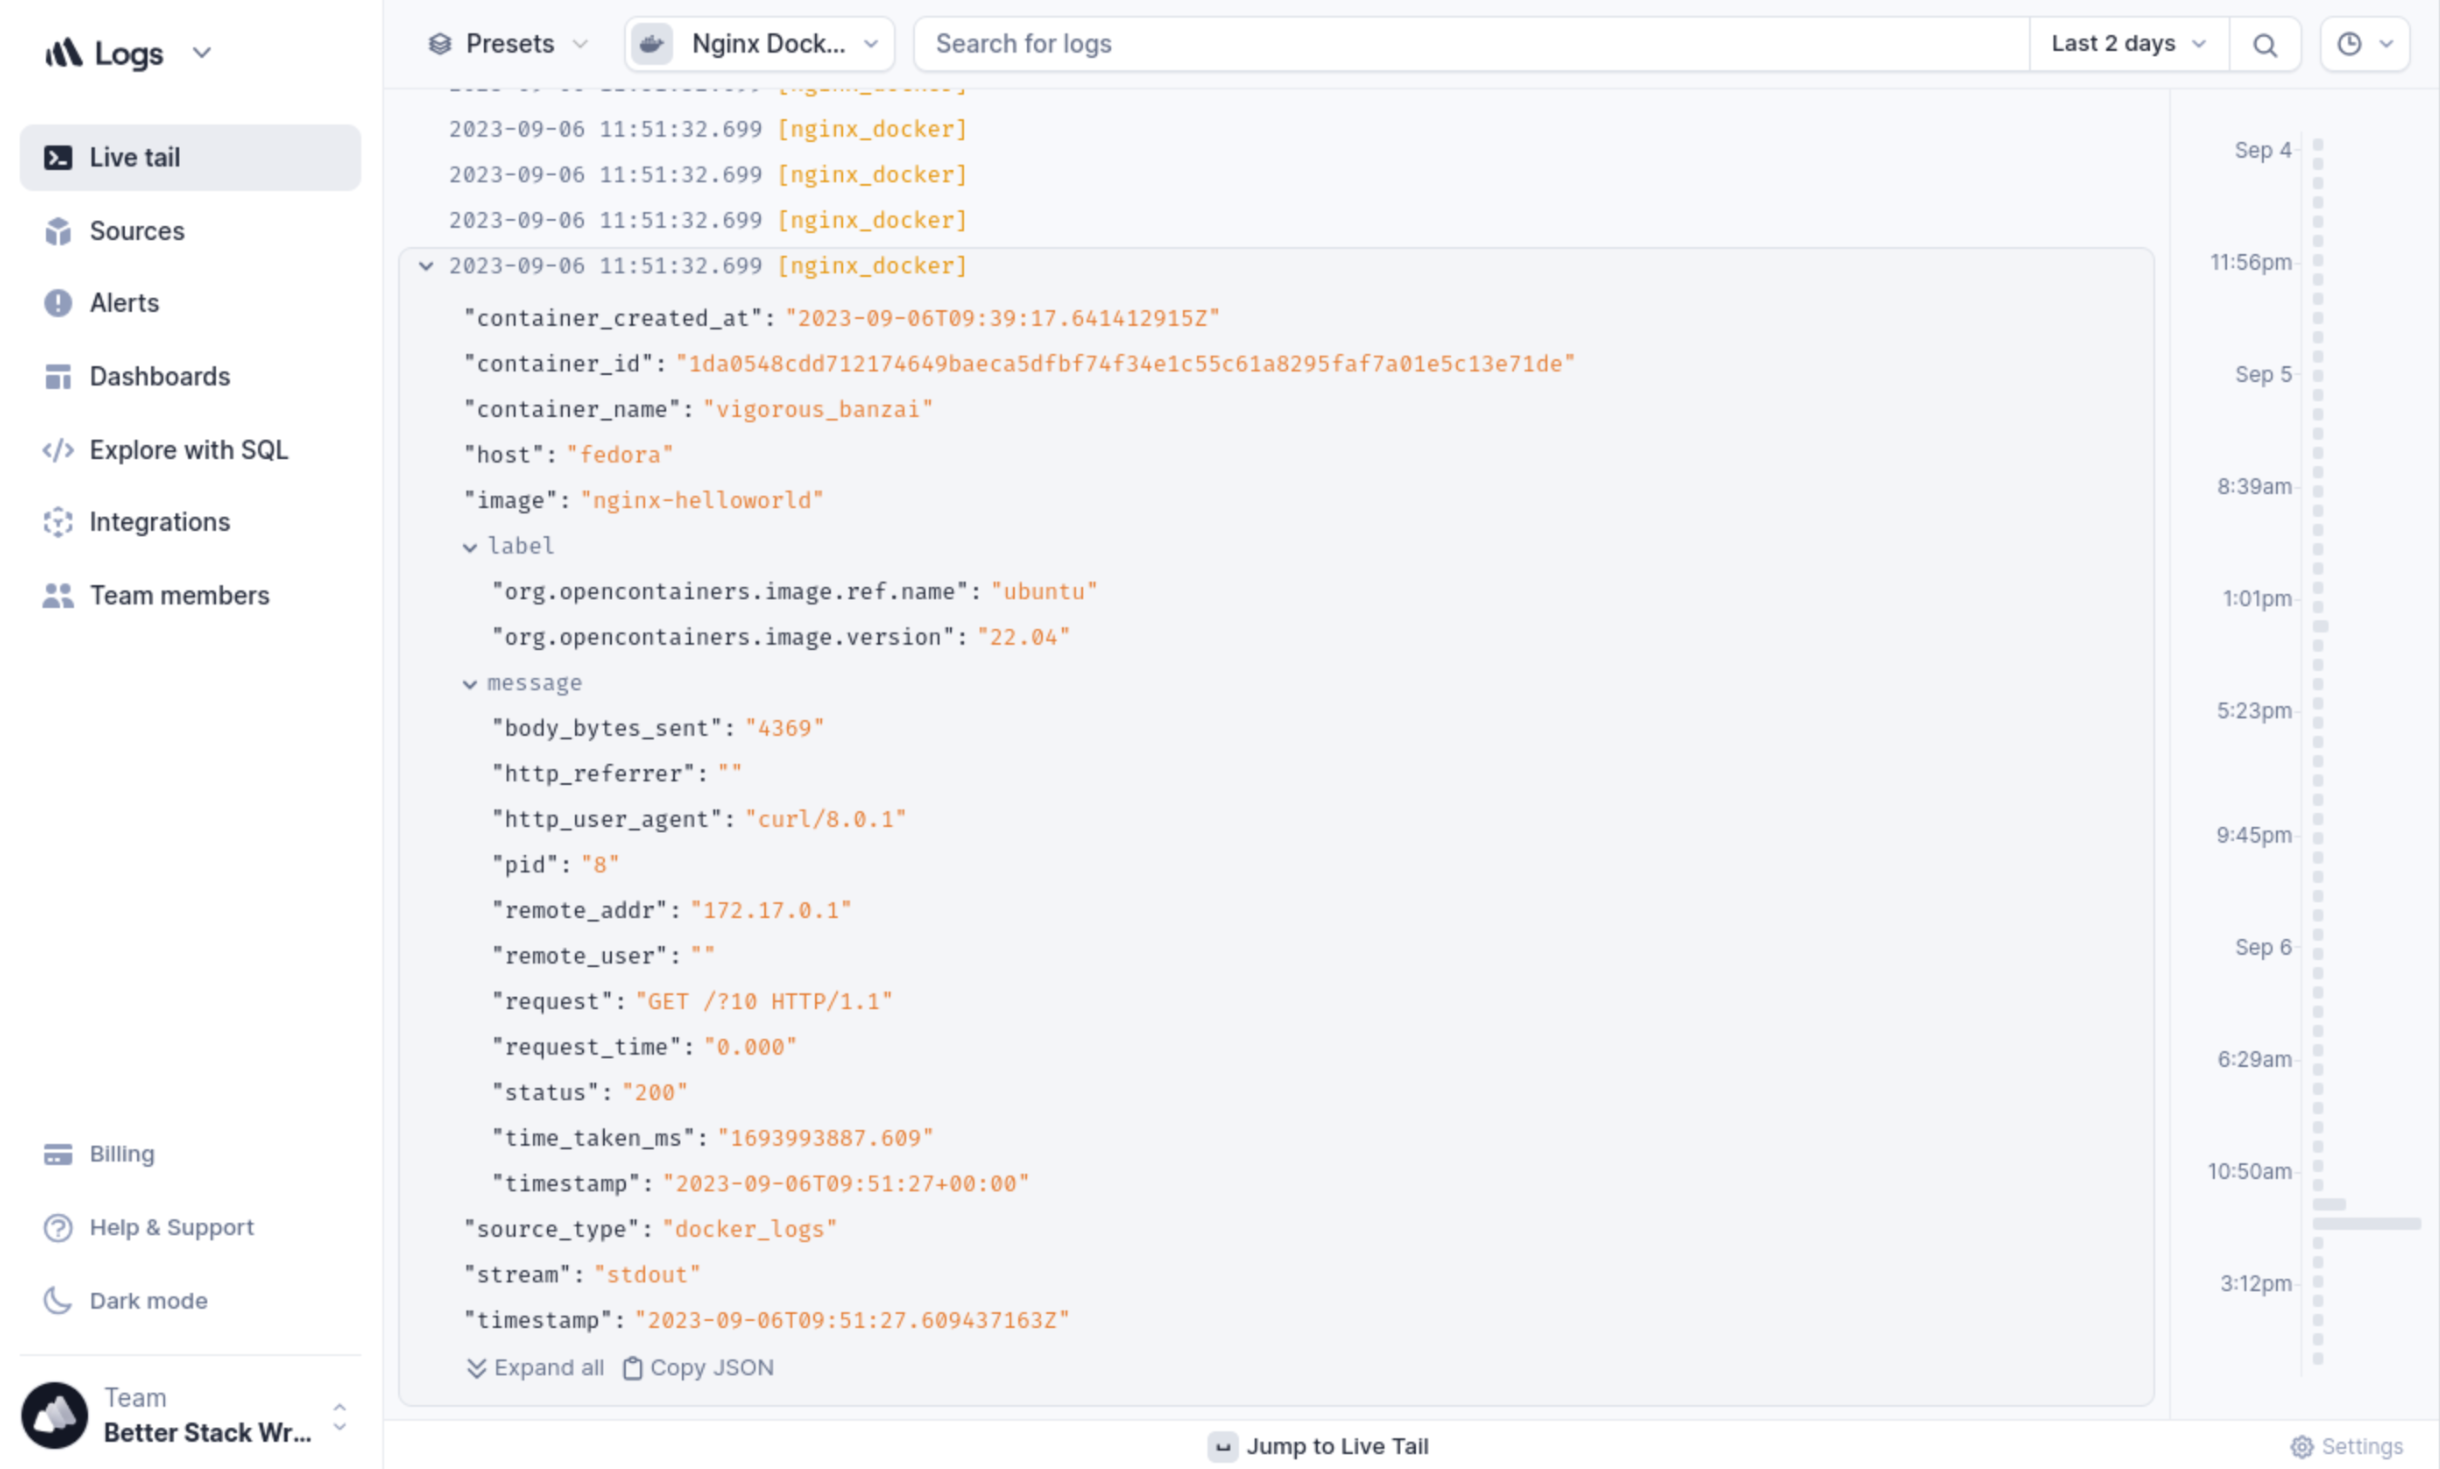 Logs
Live tail
Sources
Alerts
Dashboards
Explore with SQL
Integrations
Team members
Billing
Help & Support
Dark mode
Team
Better Stack Wr...
Presets
Nginx Dock...
Search for logs
Last 2 days
2023-09-06 11:51:32.699 [nginx_docker]
2023-09-06 11:51:32.699 [nginx_docker]
2023-09-06 11:51:32.699 [nginx_docker]
2023-09-06 11:51:32.699 [nginx_docker]
2023-09-06 11:51:32.699 [nginx_docker]
"container_created_at": "2023-09-06T09:39:17.641412915Z"
"container_id": "1da0548cdd712174649baeca5dfbf74f34e1c55c61a8295faf7a01e5c13e71de"
"container_name": "vigorous_banzai"
"host": "fedora"
"image": "nginx-helloworld"
label
"org.opencontainers.image.ref.name": "ubuntu"
"org.opencontainers.image.version": "22.04"
message
"body_bytes_sent": "4369"
"http_referrer": ""
"http_user_agent": "curl/8.0.1"
"pid": "8"
"remote_addr": "172.17.0.1"
"remote_user": ""
"request": "GET /?10 HTTP/1.1"
"request_time": "0.000"
"status": "200"
"time_taken_ms": "1693993887.609"
"timestamp": "2023-09-06T09:51:27+00:00"
"source_type": "docker_logs"
"stream": "stdout"
"timestamp": "2023-09-06T09:51:27.609437163Z"
Expand all Copy JSON
Sep 4
11:56pm
Sep 5
8:39am
1:01pm
5:23pm
9:45pm
Sep 6
6:29am
10:50am
3:12pm
Jump to Live Tail
Settings